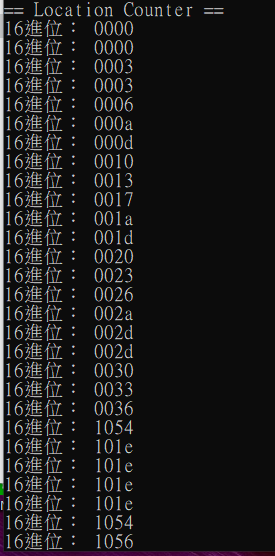 == Location Counter ==
16進位： 0000
16進位： 0000
16進位： 0003
16進位： 0003
16進位： 0006
16進位： 000a
16進位： 000d
16進位： 0010
16進位： 0013
16進位： 0017
16進位： 001a
16進位： 001d
16進位： 0020
16進位： 0023
16進位： 0026
16進位： 002a
16進位： 002d
16進位： 002d
16進位： 0030
16進位： 0033
16進位： 0036
16進位： 1054
16進位： 101e
16進位： 101e
16進位： 101e
16進位： 101e
16進位： 1054
16進位： 1056